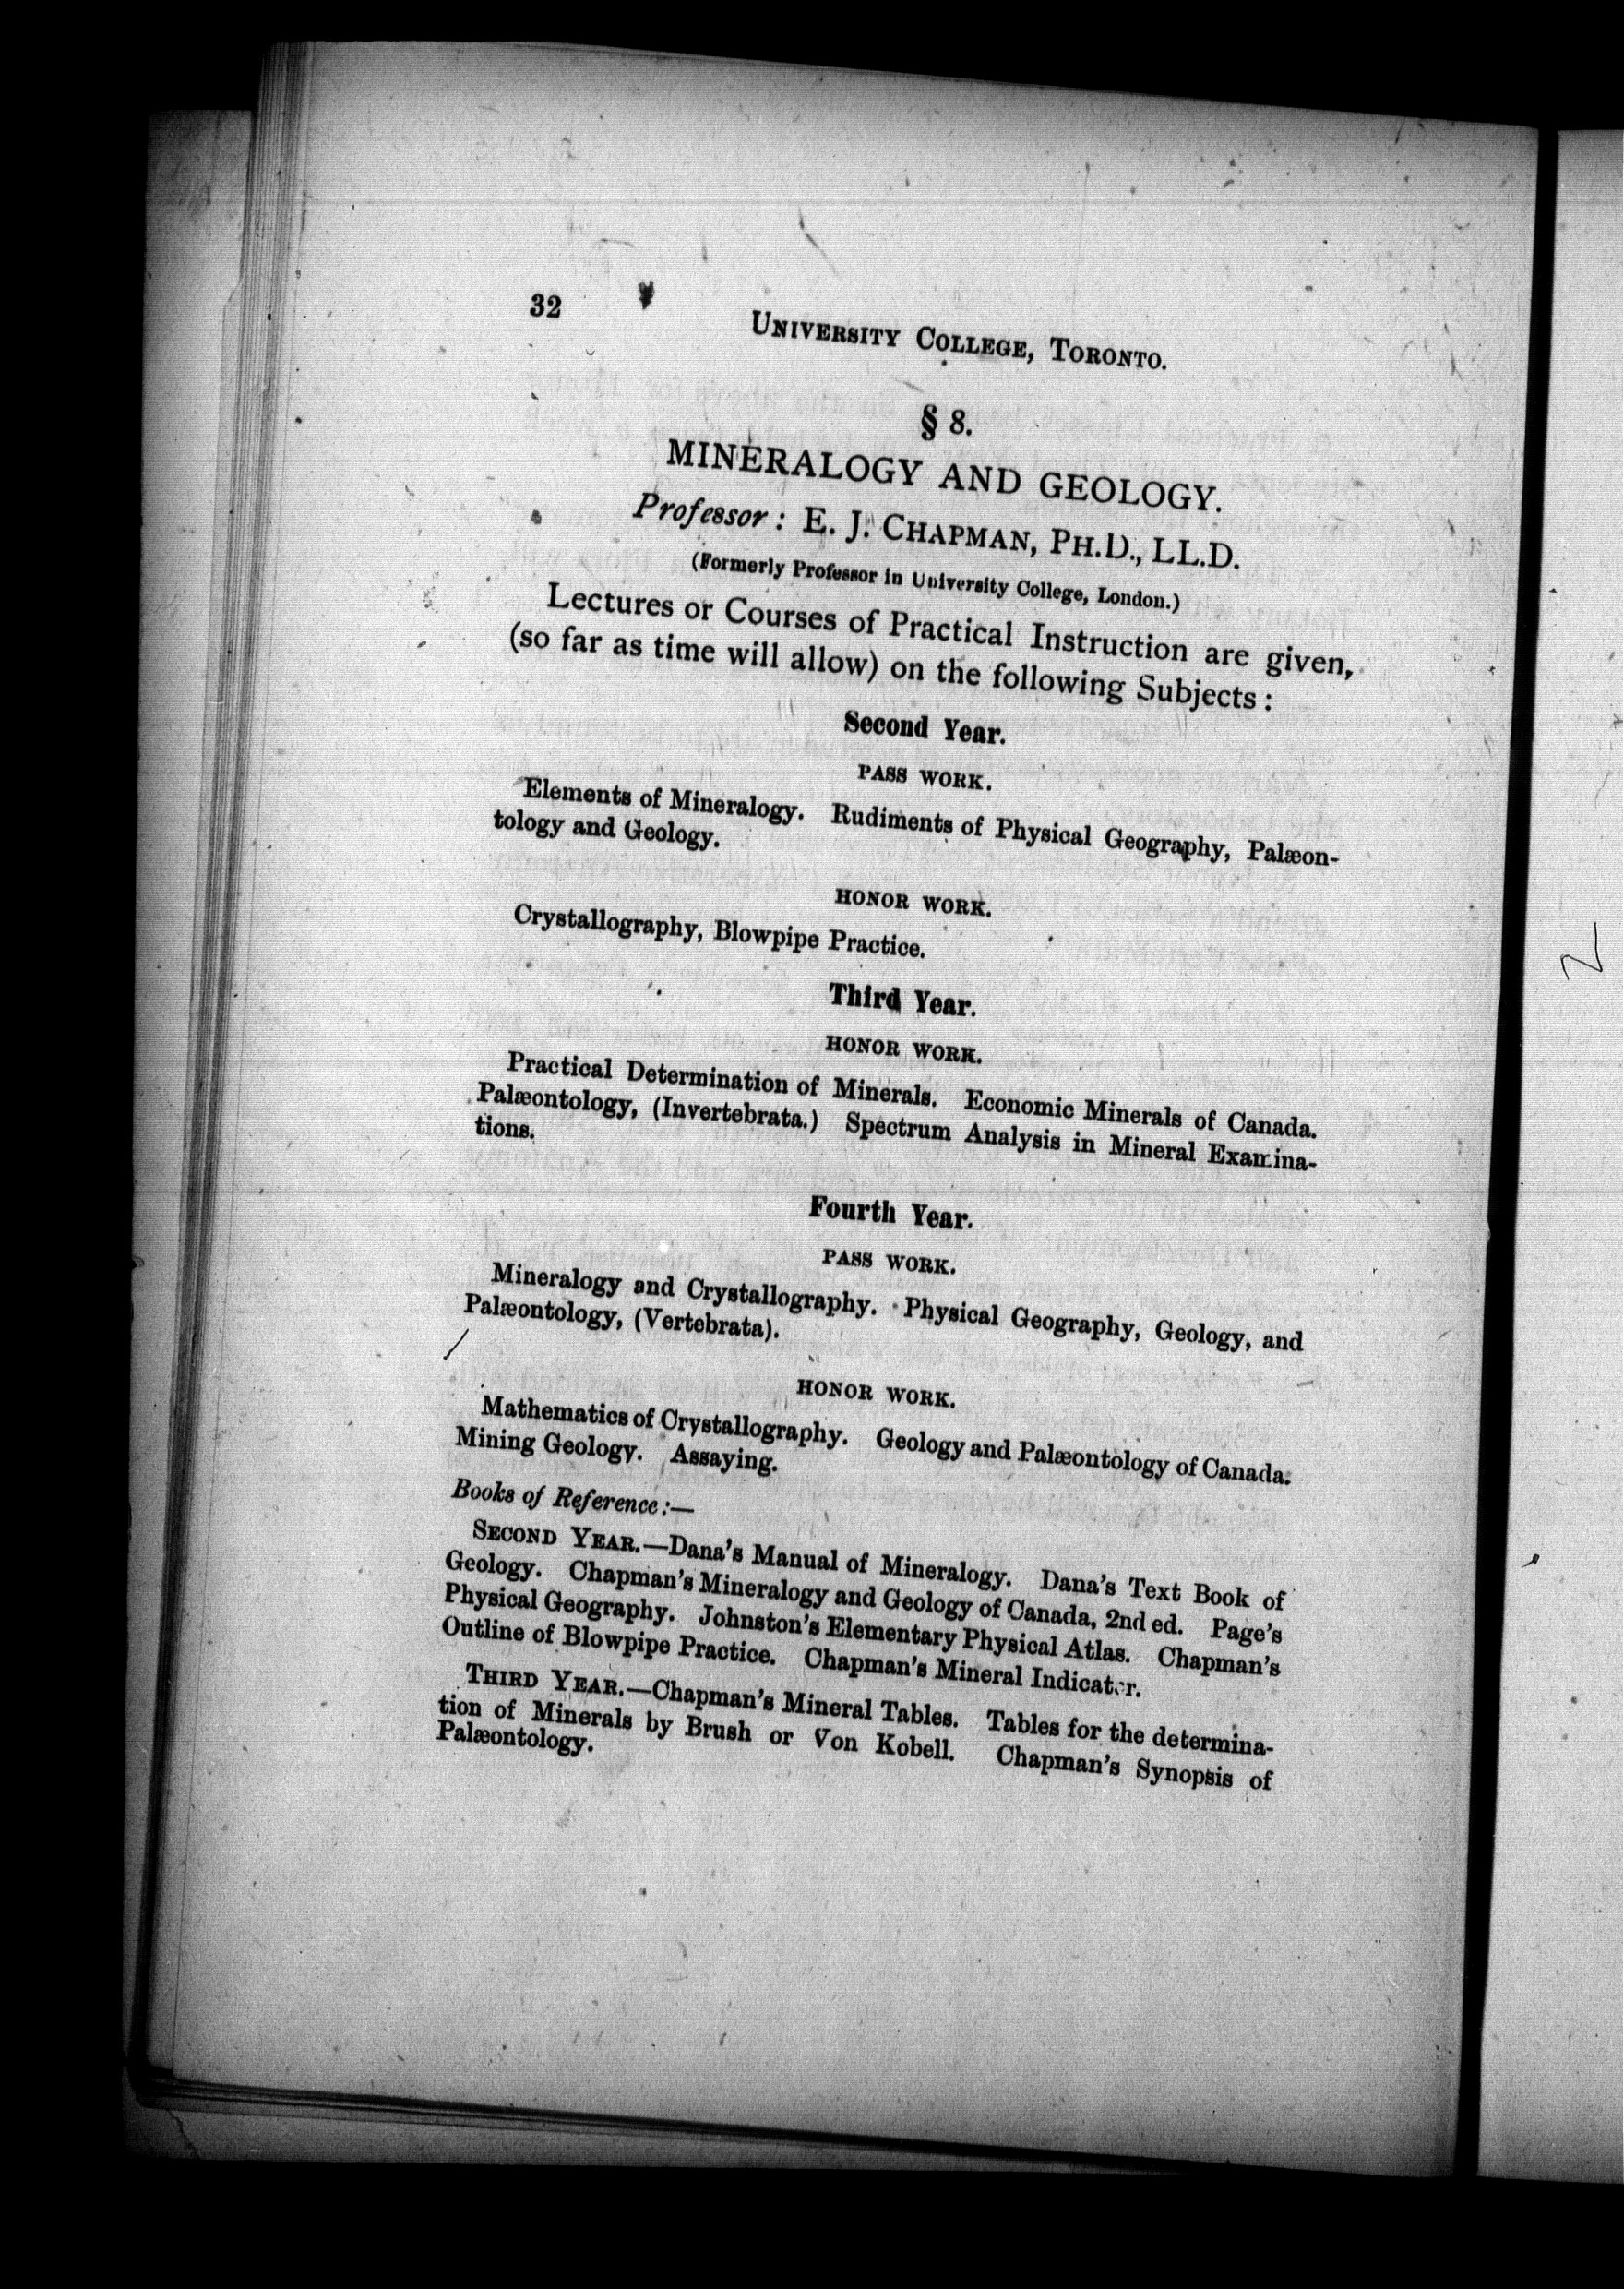 32
UNIVERSITY COLLEGE, TORONTO.
§ 8.
MINERALOGY AND GEOLOGY.
Professor: E. J. CHAPMAN, PH.D., LL.D.
(Formerly Professor in University College, London.)
Lectures or Courses of Practical Instruction are given,
(so far as time will allow) on the following Subjects:
Second Year.
PASS WORK.
Elements of Mineralogy. Rudiments of Physical Geography, Palæon-
tology and Geology.
HONOR WORK.
Crystallography, Blowpipe Practice.
Third Year.
HONOR WORK.
Practical Determination of Minerals. Economic Minerals of Canada.
Palæontology, (Invertebrata.) Spectrum Analysis in Mineral Examina-
tions.
Fourth Year.
PASS WORK.
Mineralogy and Crystallography. Physical Geography, Geology, and
Palæontology, (Vertebrata).
HONOR WORK.
Mathematics of Crystallography. Geology and Palæontology of Canada.
Mining Geology. Assaying.
Books of Reference:—
SECOND YEAR.—Dana's Manual of Mineralogy. Dana's Text Book of
Geology. Chapman's Mineralogy and Geology of Canada, 2nd ed. Page's
Physical Geography. Johnston's Elementary Physical Atlas. Chapman's
Outline of Blowpipe Practice. Chapman's Mineral Indicator.
THIRD YEAR.—Chapman's Mineral Tables. Tables for the determina-
tion of Minerals by Brush or Von Kobell. Chapman's Synopsis of
Palæontology.